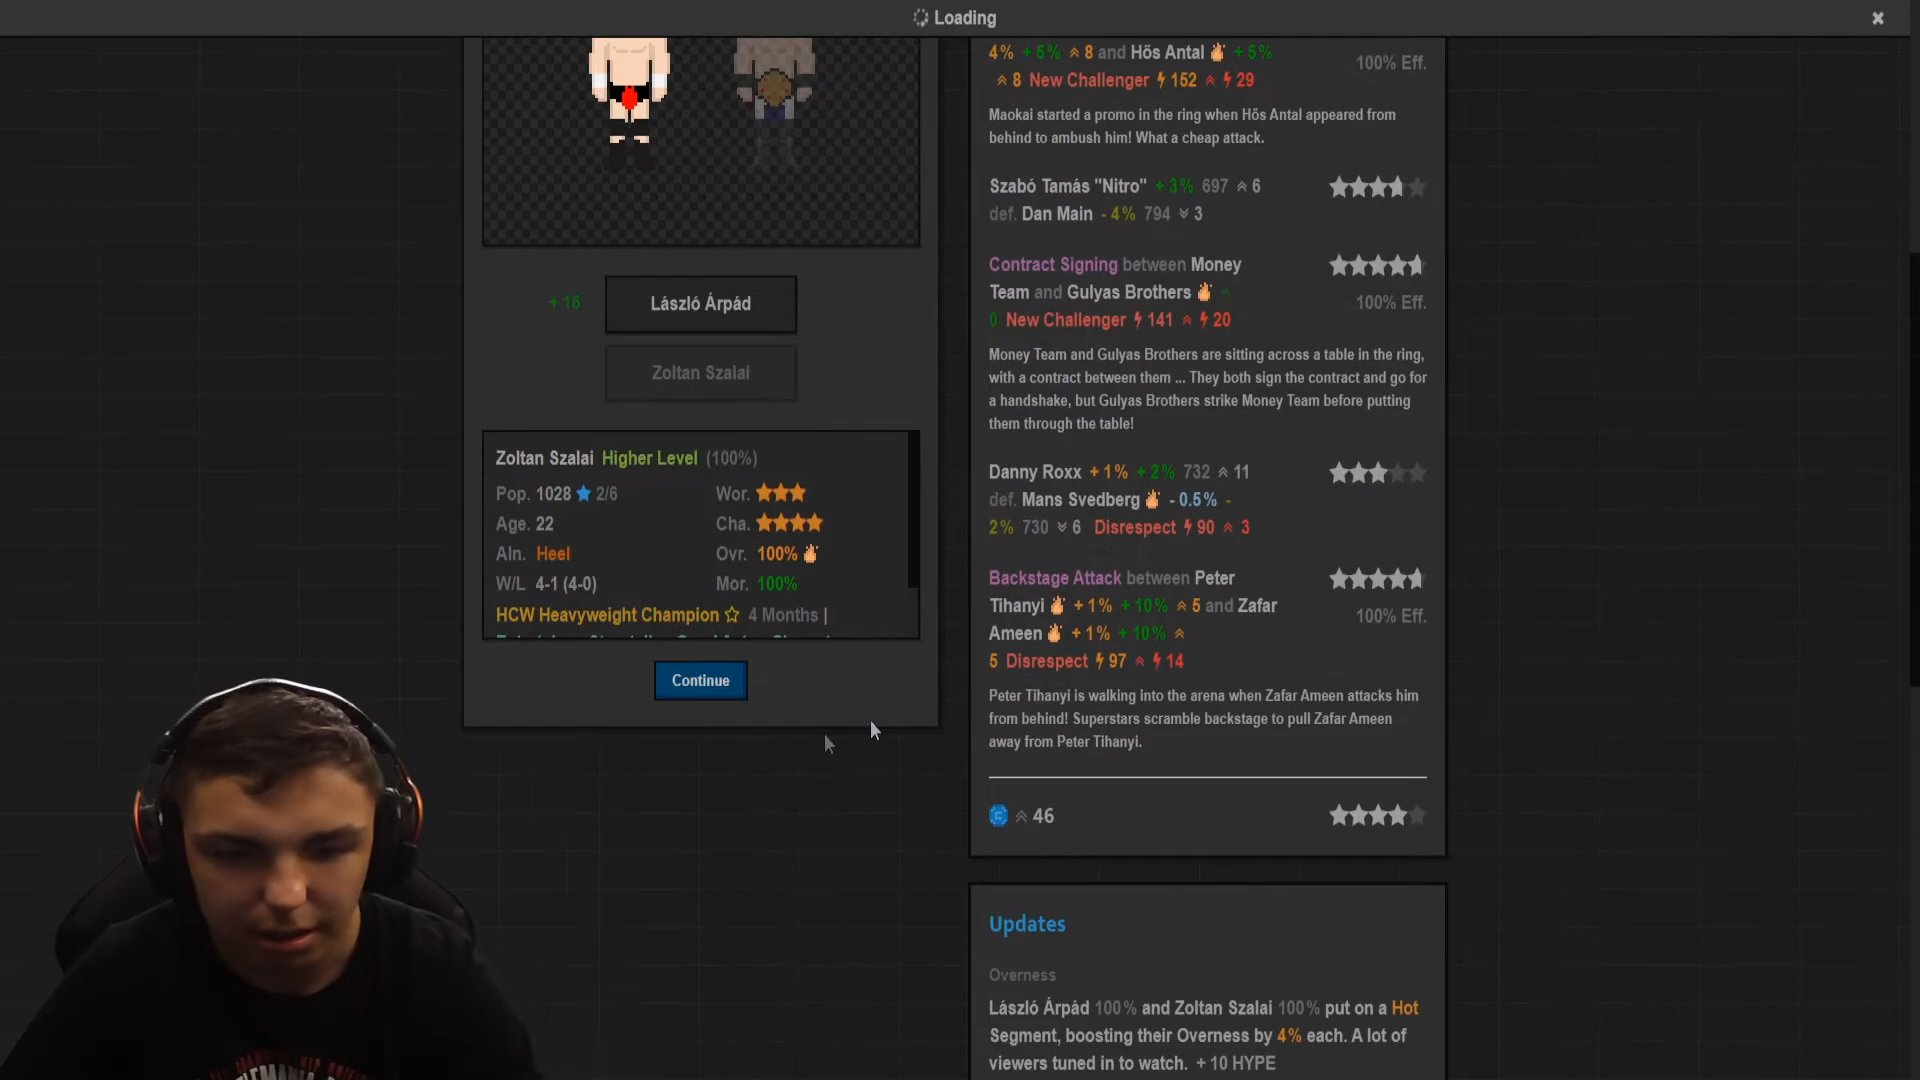 Loading
László Árpád
+ 16
Zoltan Szalai
Zoltan Szalai Higher Level (100%)
Pop. 1028 2/6
Wor.
Age. 22
Cha.
Aln. Heel
Ovr. 100%
W/L 4-1 (4-0)
Mor. 100%
HCW Heavyweight Champion 4 Months |
Continue
4% + 5% 8 and Hős Antal + 5%
100% Eff.
8 New Challenger 152 29
Maokai started a promo in the ring when Hős Antal appeared from
behind to ambush him! What a cheap attack.
Szabó Tamás "Nitro" + 3% 697 6
def. Dan Main - 4% 794 3
Contract Signing between Money
Team and Gulyas Brothers
100% Eff.
0 New Challenger 141 20
Money Team and Gulyas Brothers are sitting across a table in the ring,
with a contract between them ... They both sign the contract and go for
a handshake, but Gulyas Brothers strike Money Team before putting
them through the table!
Danny Roxx + 1% + 2% 732 11
def. Mans Svedberg - 0.5% -
2% 730 6 Disrespect 90 3
Backstage Attack between Peter
Tihanyi + 1% + 10% 5 and Zafar
100% Eff.
Ameen + 1% + 10%
5 Disrespect 97 14
Peter Tihanyi is walking into the arena when Zafar Ameen attacks him
from behind! Superstars scramble backstage to pull Zafar Ameen
away from Peter Tihanyi.
46
Updates
Overness
László Árpád 100% and Zoltan Szalai 100% put on a Hot
Segment, boosting their Overness by 4% each. A lot of
viewers tuned in to watch. + 10 HYPE